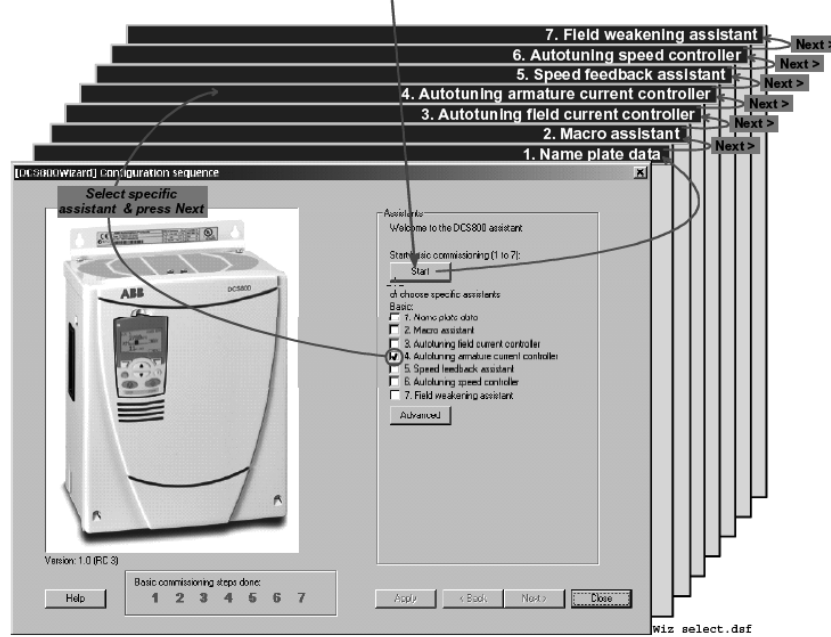 7. Field weakening assistant
Next >
6. Autotuning speed controller
Next >
5. Speed feedback assistant
Next >
4. Autotuning armature current controller
Next >
3. Autotuning field current controller
Next >
2. Macro assistant
Next >
1. Name plate data
[DCS800Wizard] Configuration sequence
Select specific
assistant & press Next
Assistants
Welcome to the DCS800 assistant
Start basic commissioning (1 to 7):
Start
choose specific assistants
Basic:
1. Name plate data
2. Macro assistant
3. Autotuning field current controller
4. Autotuning armature current controller
5. Speed feedback assistant
6. Autotuning speed controller
7. Field weakening assistant
Advanced
ABB
DCS800
Version: 1.0 (RC 3)
Basic commissioning steps done:
1 2 3 4 5 6 7
Help
Apply
< Back
Next >
Close
Wiz select.dsf